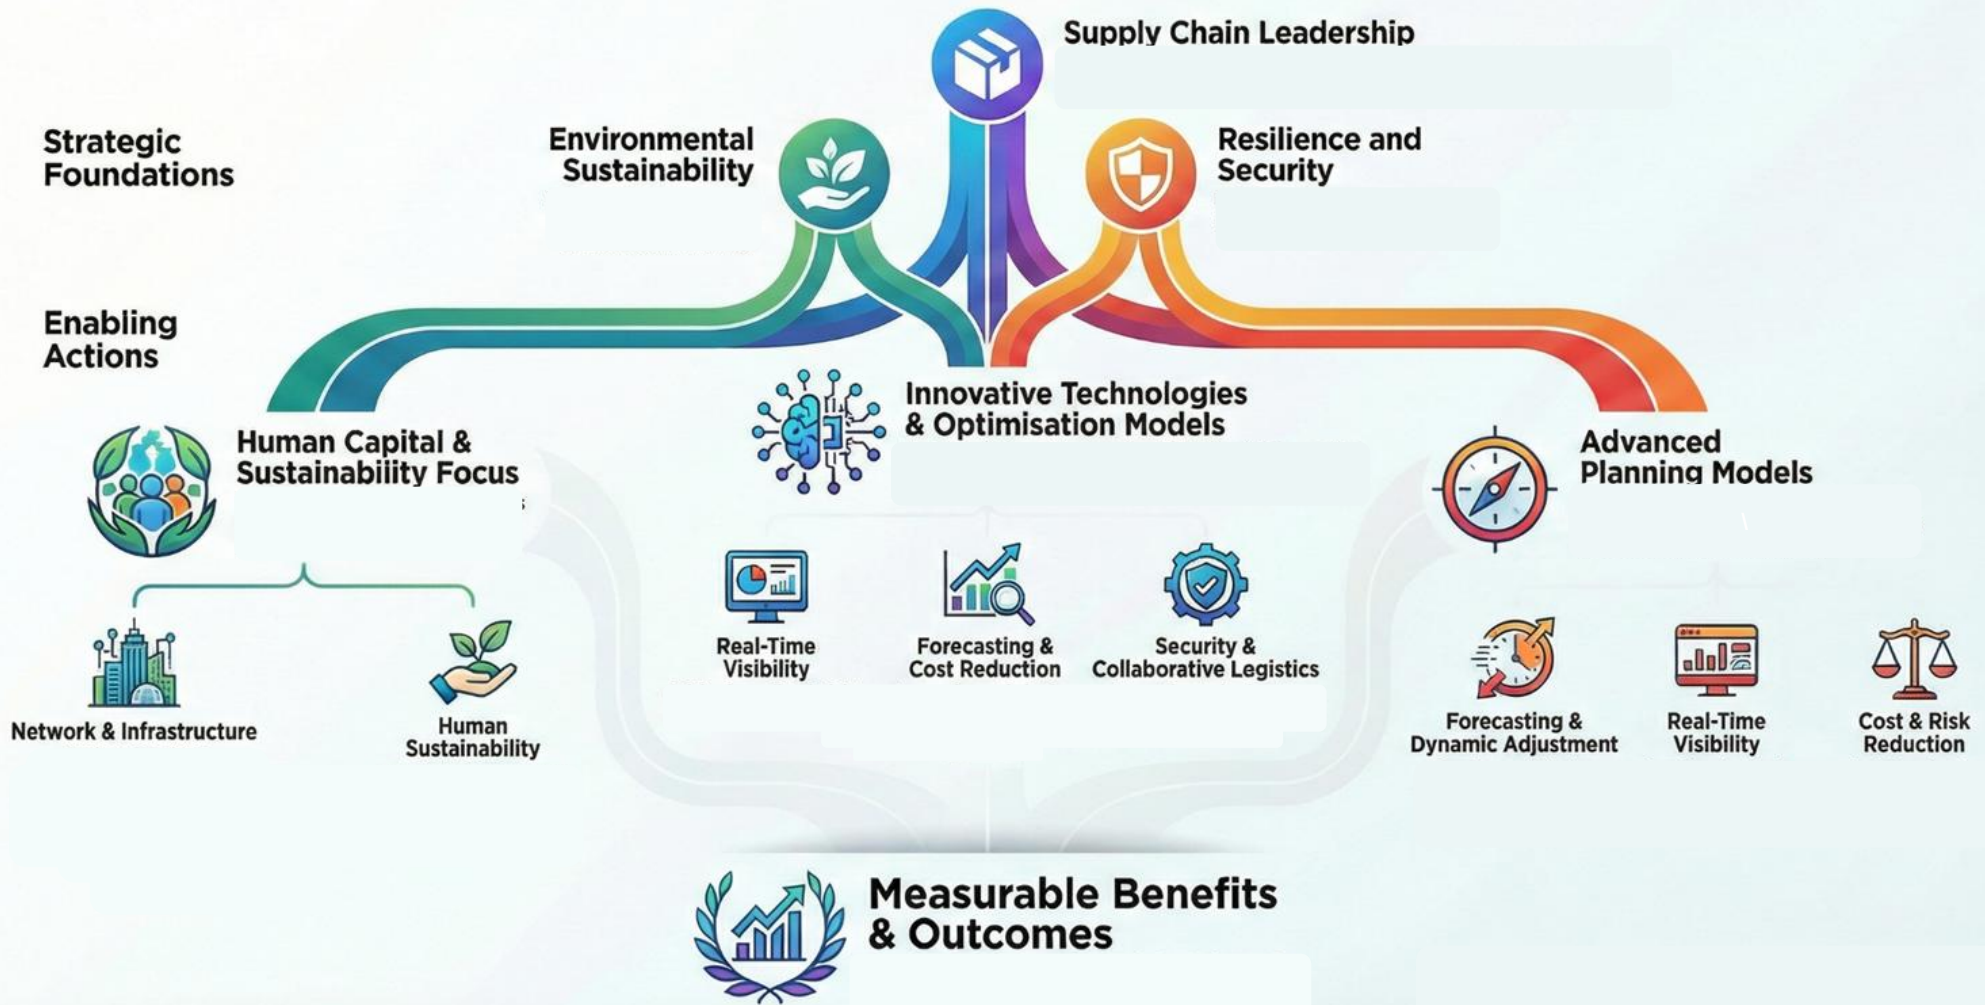 Supply Chain Leadership
Strategic
Foundations
Environmental
Sustainability
Resilience and
Security
Enabling
Actions
Innovative Technologies
& Optimisation Models
Human Capital &
Sustainability Focus
Advanced
Planning Models
Real-Time
Visibility
Forecasting &
Cost Reduction
Security &
Collaborative Legistics
Network & Infrastructure
Human
Sustainability
Forecasting &
Dynamic Adjustment
Real-Time
Visibility
Cost & Risk
Reduction
Measurable Benefits
& Outcomes